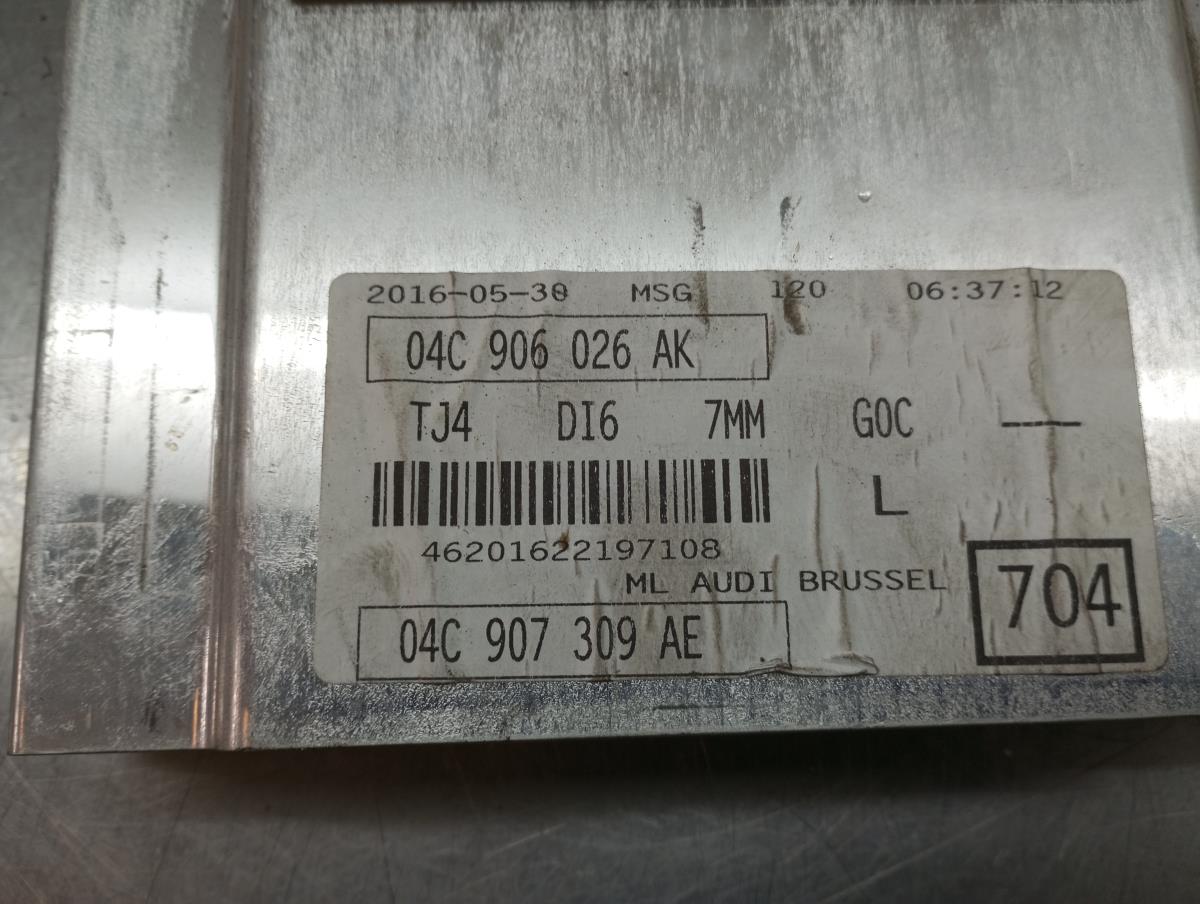 2016-05-30 MSG 120 06:37:12
04C 906 026 AK
TJ4 DI6 7MM G0C ___
L
46201622197108
ML AUDI BRUSSEL
704
04C 907 309 AE